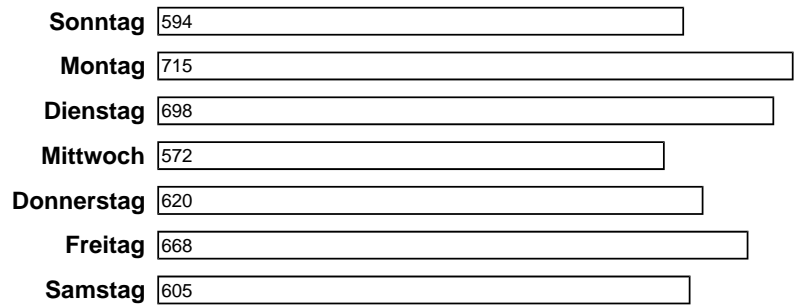 Sonntag 594
Montag 715
Dienstag 698
Mittwoch 572
Donnerstag 620
Freitag 668
Samstag 605